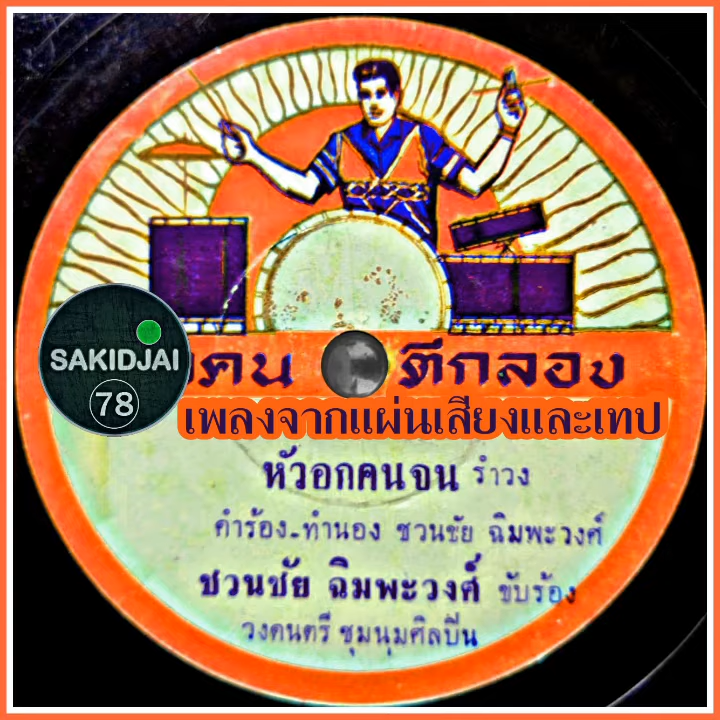 คน ตีกลอง
SAKIDJAI
78
เพลงจากแผ่นเสียงและเทป
หัวอกคนจน รำวง
คำร้อง-ทำนอง ชวนชัย ฉิมพะวงศ์
ชวนชัย ฉิมพะวงศ์ ขับร้อง
วงดนตรี ชุมนุมศิลปิน